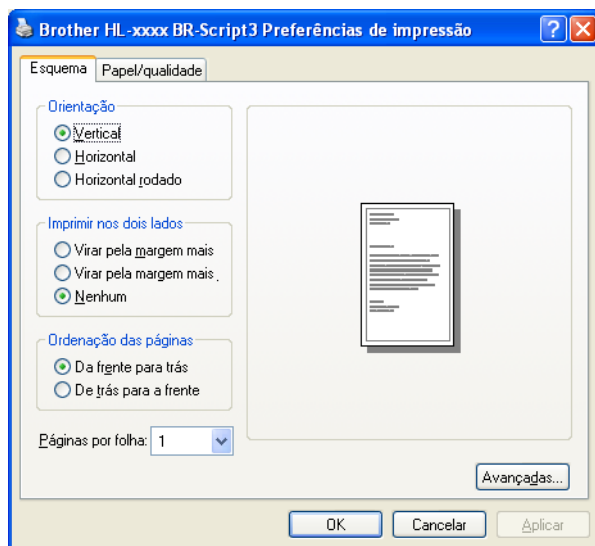 Brother HL-xxxx BR-Script3 Preferências de impressão
Esquema Papel/qualidade
Orientação
Vertical
Horizontal
Horizontal rodado
Imprimir nos dois lados
Virar pela margem mais
Virar pela margem mais .
Nenhum
Ordenação das páginas
Da frente para trás
De trás para a frente
Páginas por folha: 1
Avançadas...
OK Cancelar Aplicar